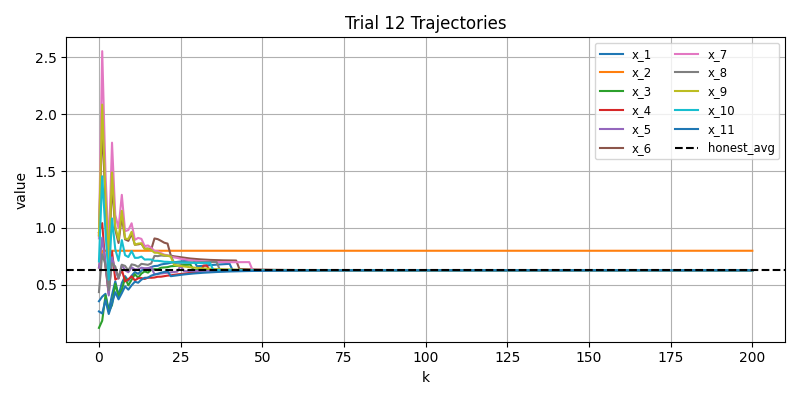 Trial 12 Trajectories
value
2.5
2.0
1.5
1.0
0.5
0
25
50
75
100
125
150
175
200
k
x_1
x_2
x_3
x_4
x_5
x_6
x_7
x_8
x_9
x_10
x_11
honest_avg